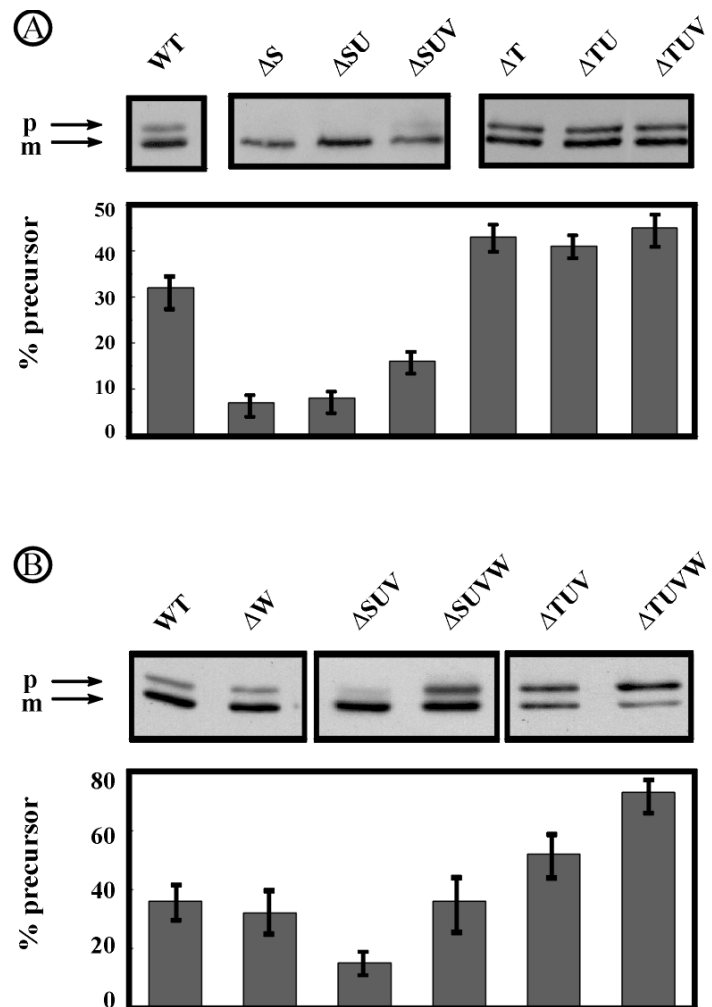 A
WT ΔS ΔSU ΔSUV ΔT ΔTU ΔTUV
p
m
% precursor
50
40
30
20
10
0
B
WT ΔW ΔSUV ΔSUVW ΔTUV ΔTUVW
p
m
% precursor
80
60
40
20
0